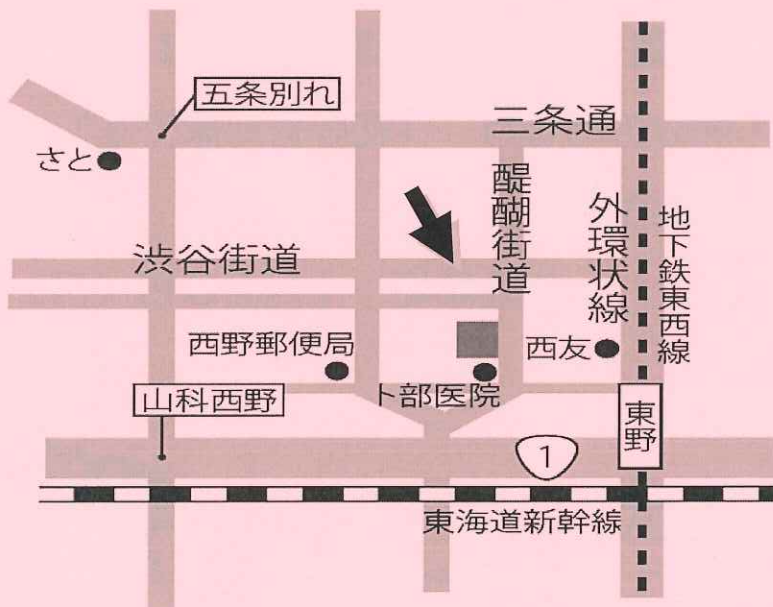 五条別れ
三条通
さと
醍醐街道
外環状線
地下鉄東西線
渋谷街道
西野郵便局
西友
卜部医院
山科西野
東野
1
東海道新幹線